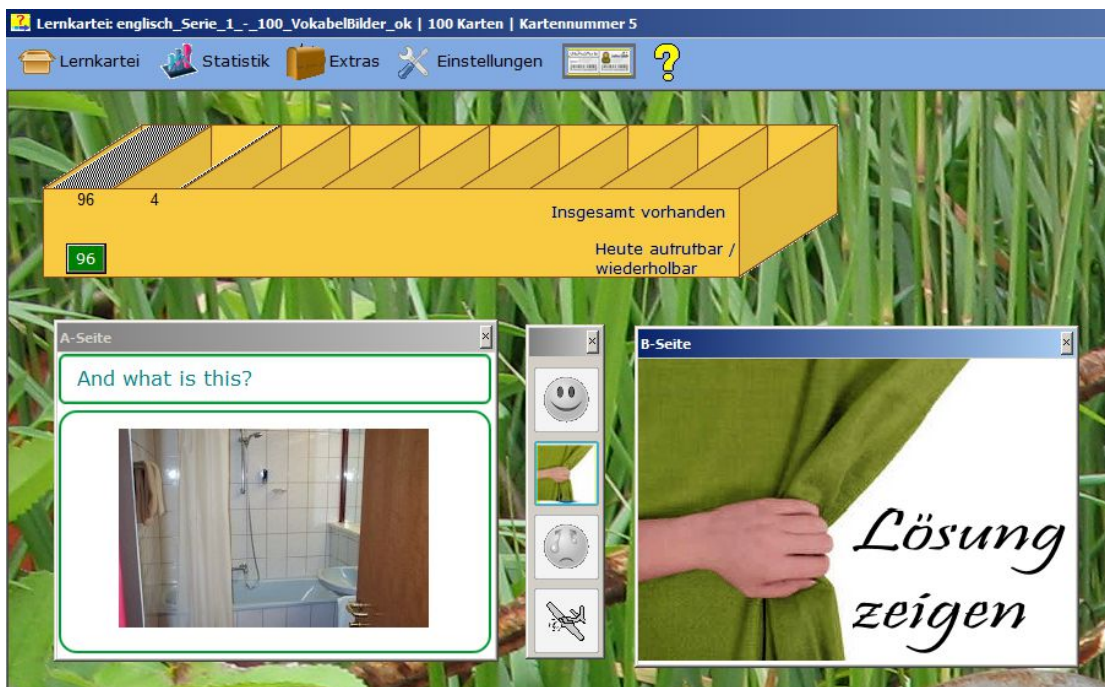 Lernkartei: englisch_Serie_1_-_100_VokabelBilder_ok | 100 Karten | Kartennummer 5
Lernkartei Statistik Extras Einstellungen ?
96 4
Insgesamt vorhanden
96
Heute aufrufbar /
wiederholbar
A-Seite
And what is this?
B-Seite
Lösung
zeigen